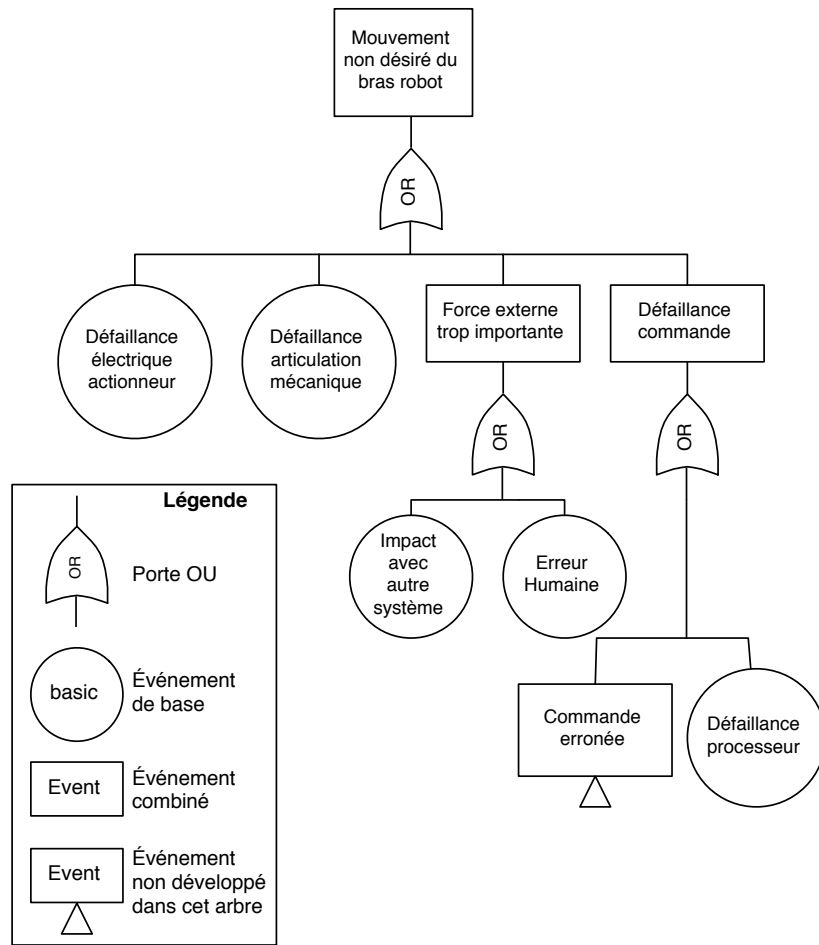 Mouvement
non désiré du
bras robot
OR
Défaillance
électrique
actionneur
Défaillance
articulation
mécanique
Force externe
trop importante
Défaillance
commande
OR
OR
Impact
avec
autre
système
Erreur
Humaine
Commande
erronée
Défaillance
processeur
Légende
OR
Porte OU
basic
Événement
de base
Event
Événement
combiné
Event
Événement
non développé
dans cet arbre